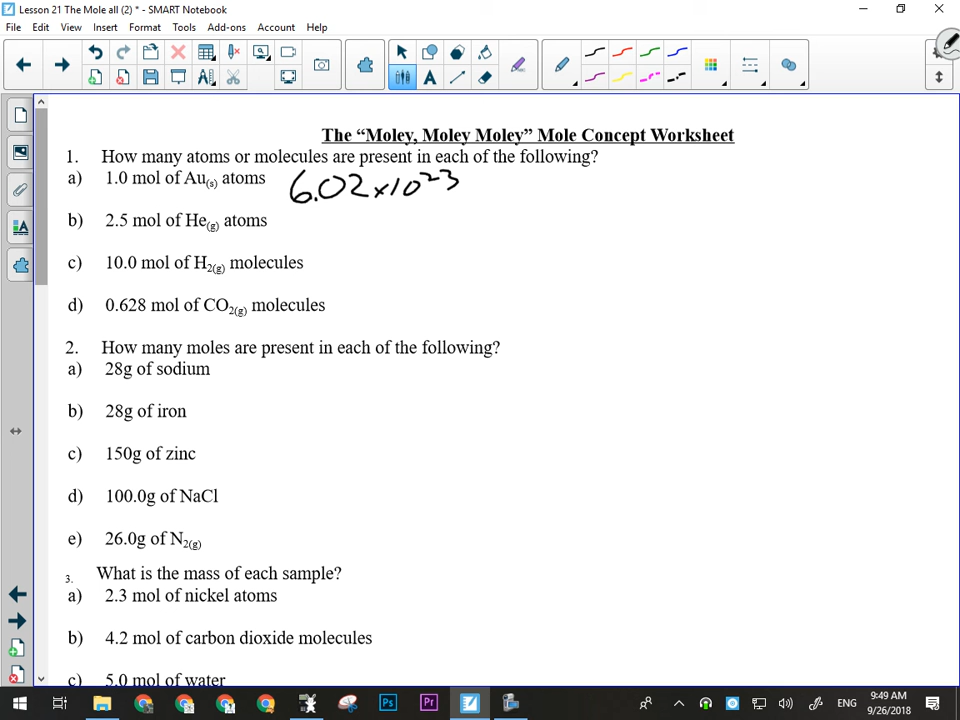 Lesson 21 The Mole all (2) * - SMART Notebook
File Edit View Insert Format Tools Add-ons Account Help
The “Moley, Moley Moley” Mole Concept Worksheet
1. How many atoms or molecules are present in each of the following?
a) 1.0 mol of Au(s) atoms 6.02x10²³
b) 2.5 mol of He(g) atoms
c) 10.0 mol of H2(g) molecules
d) 0.628 mol of CO2(g) molecules
2. How many moles are present in each of the following?
a) 28g of sodium
b) 28g of iron
c) 150g of zinc
d) 100.0g of NaCl
e) 26.0g of N2(g)
3. What is the mass of each sample?
a) 2.3 mol of nickel atoms
b) 4.2 mol of carbon dioxide molecules
c) 5.0 mol of water
Ps Pr ENG 9:49 AM
9/26/2018